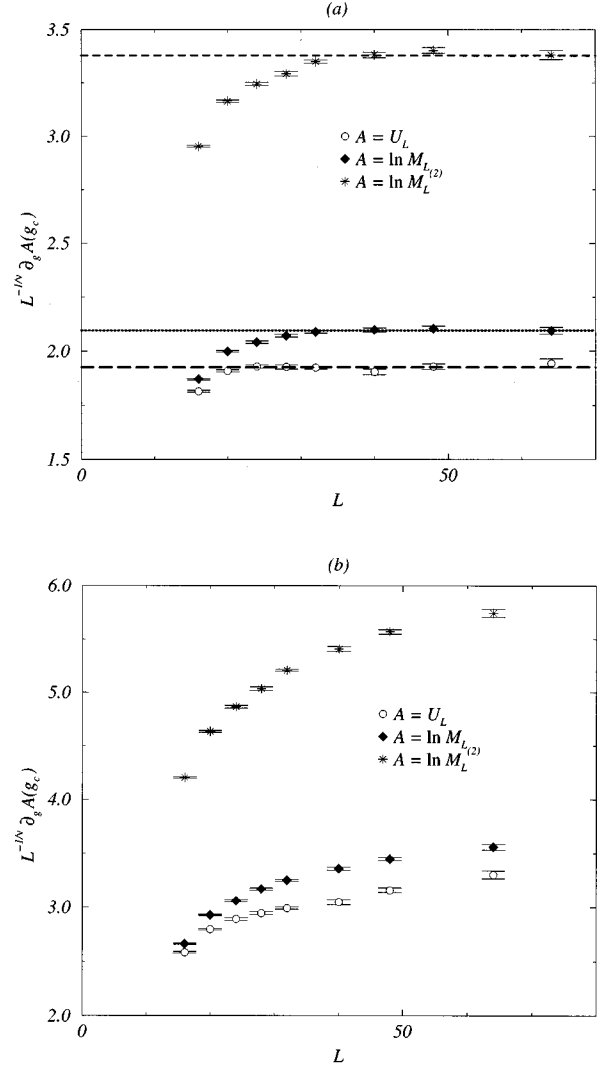 (a)
3.5
3.0
2.5
2.0
1.5
0
50
L
L^{-1/ν} ∂_g A(g_c)
A = U_L
A = ln M_{L(2)}
A = ln M_L
(b)
6.0
5.0
4.0
3.0
2.0
0
50
L
L^{-1/ν} ∂_g A(g_c)
A = U_L
A = ln M_{L(2)}
A = ln M_L